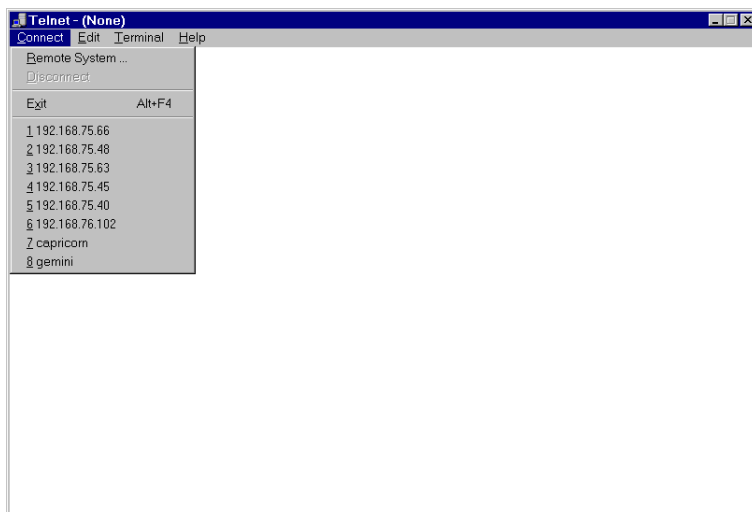 Telnet - (None)
Connect Edit Terminal Help
Remote System ...
Disconnect
Exit Alt+F4
1 192.168.75.66
2 192.168.75.48
3 192.168.75.63
4 192.168.75.45
5 192.168.75.40
6 192.168.76.102
7 capricorn
8 gemini